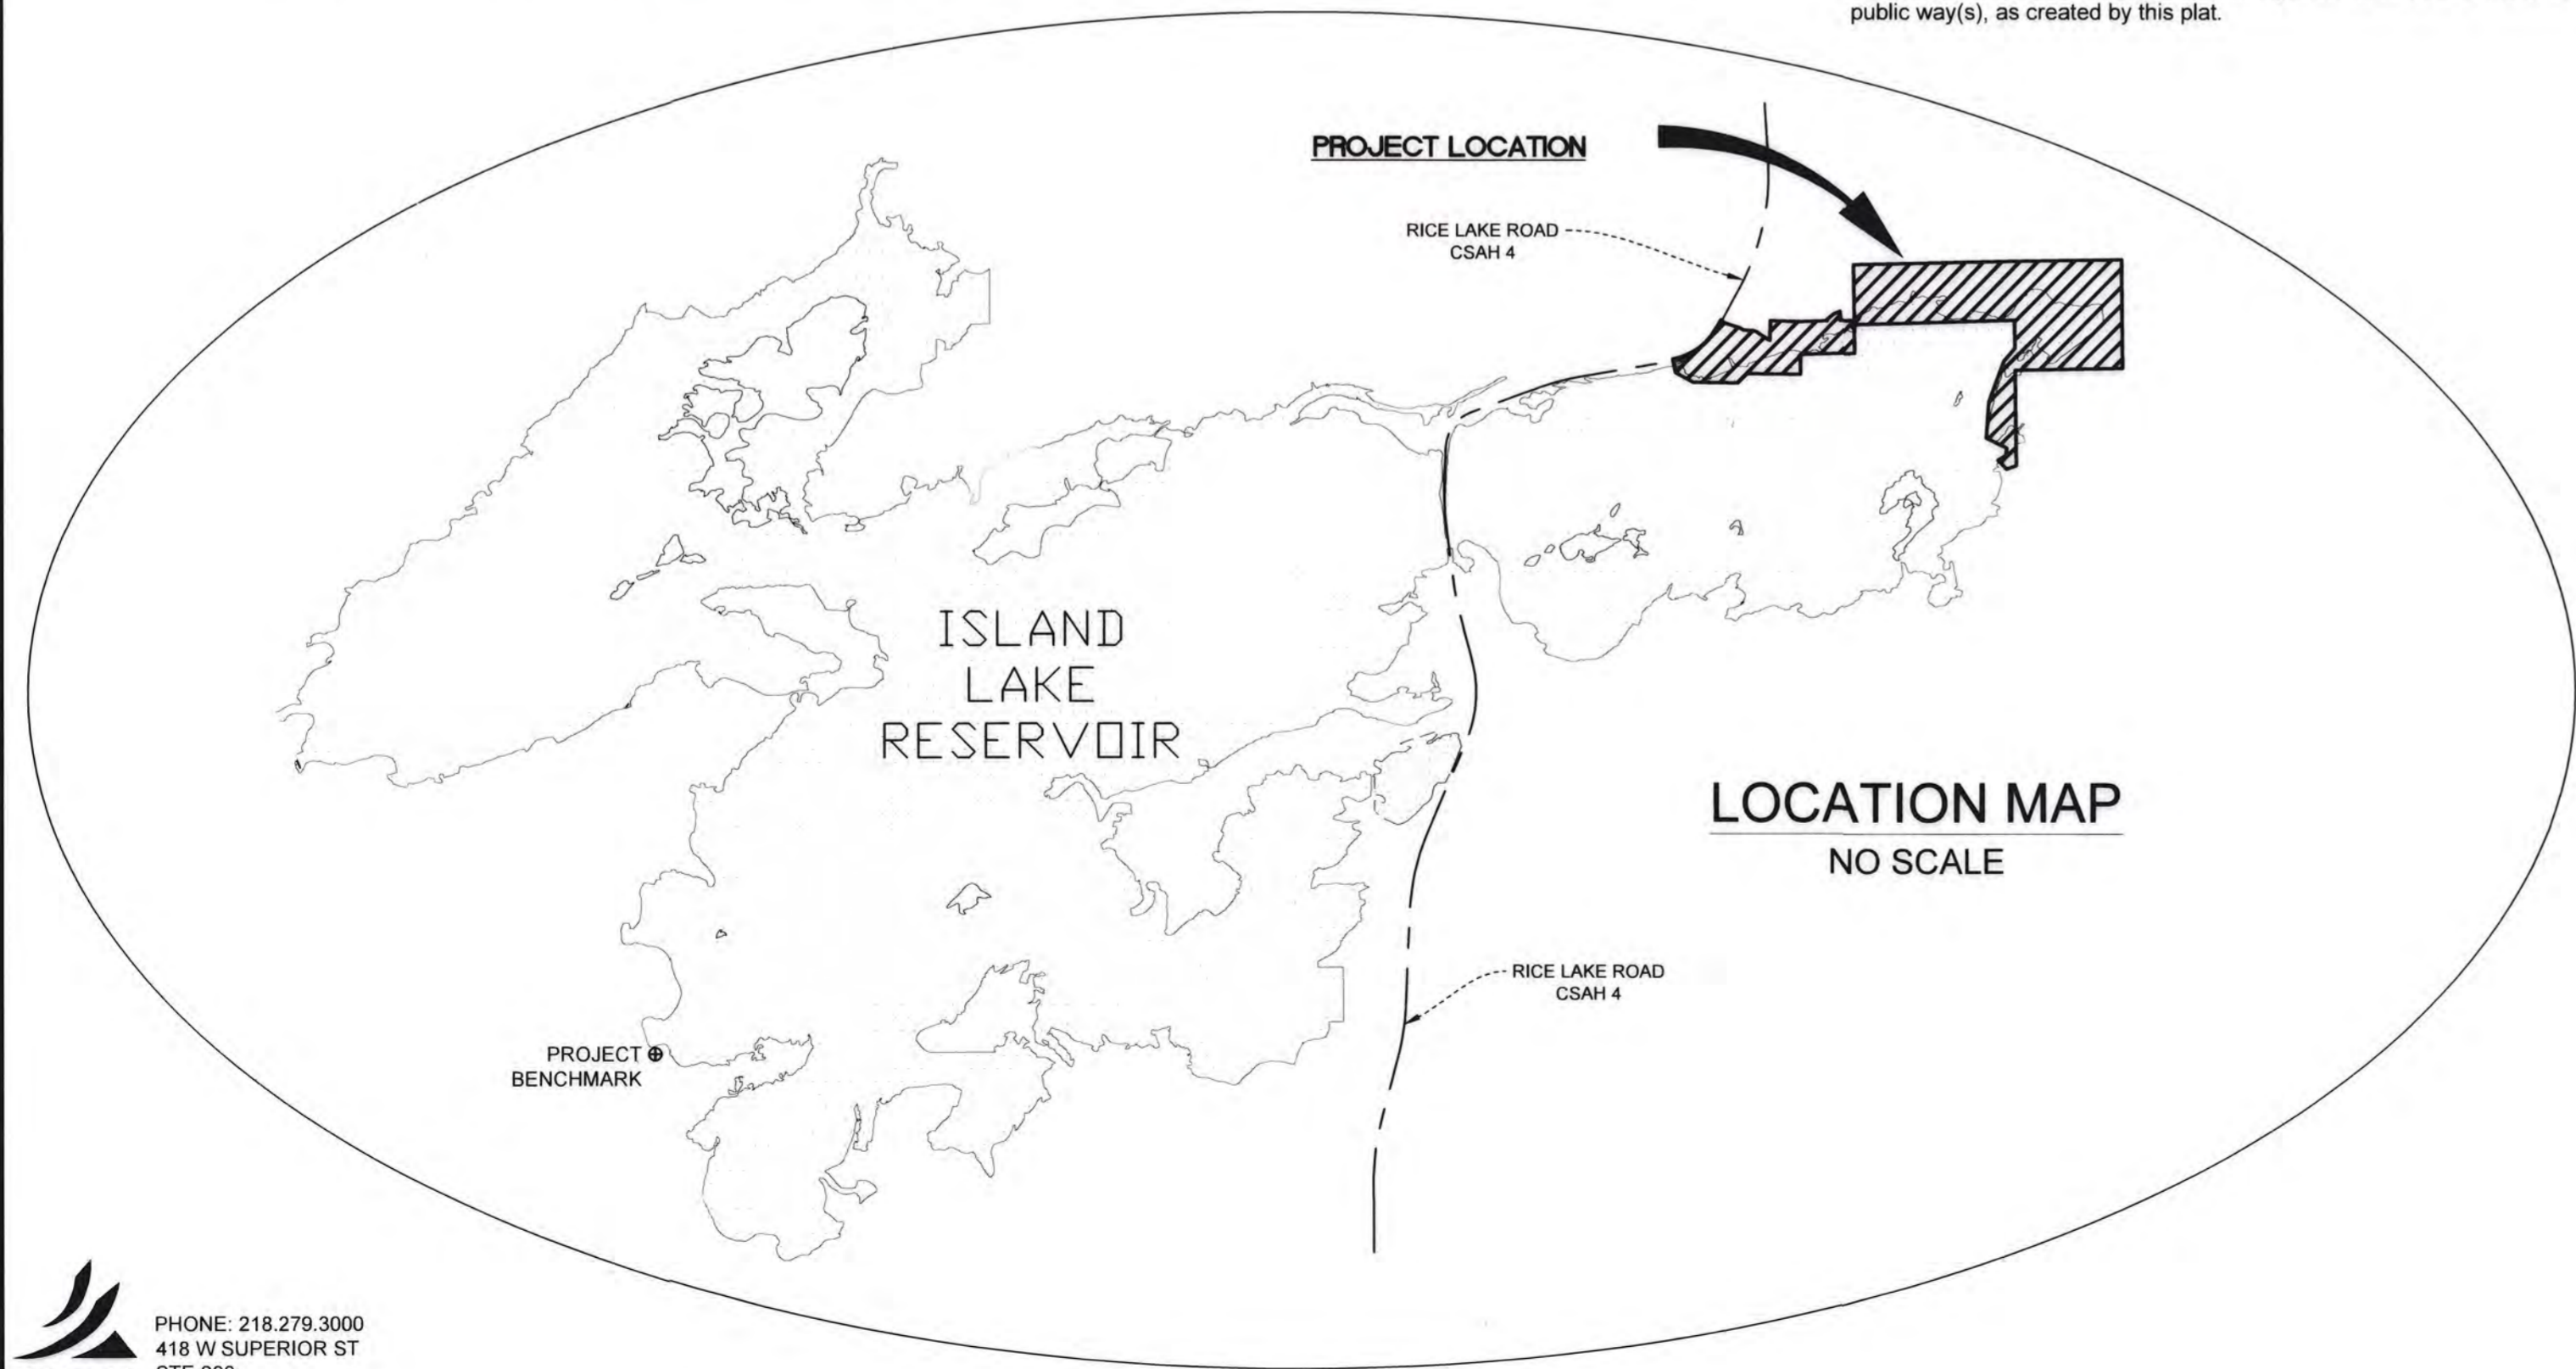 public way(s), as created by this plat.
PROJECT LOCATION
RICE LAKE ROAD
CSAH 4
ISLAND
LAKE
RESERVOIR
LOCATION MAP
NO SCALE
RICE LAKE ROAD
CSAH 4
PROJECT
BENCHMARK
PHONE: 218.279.3000
418 W SUPERIOR ST